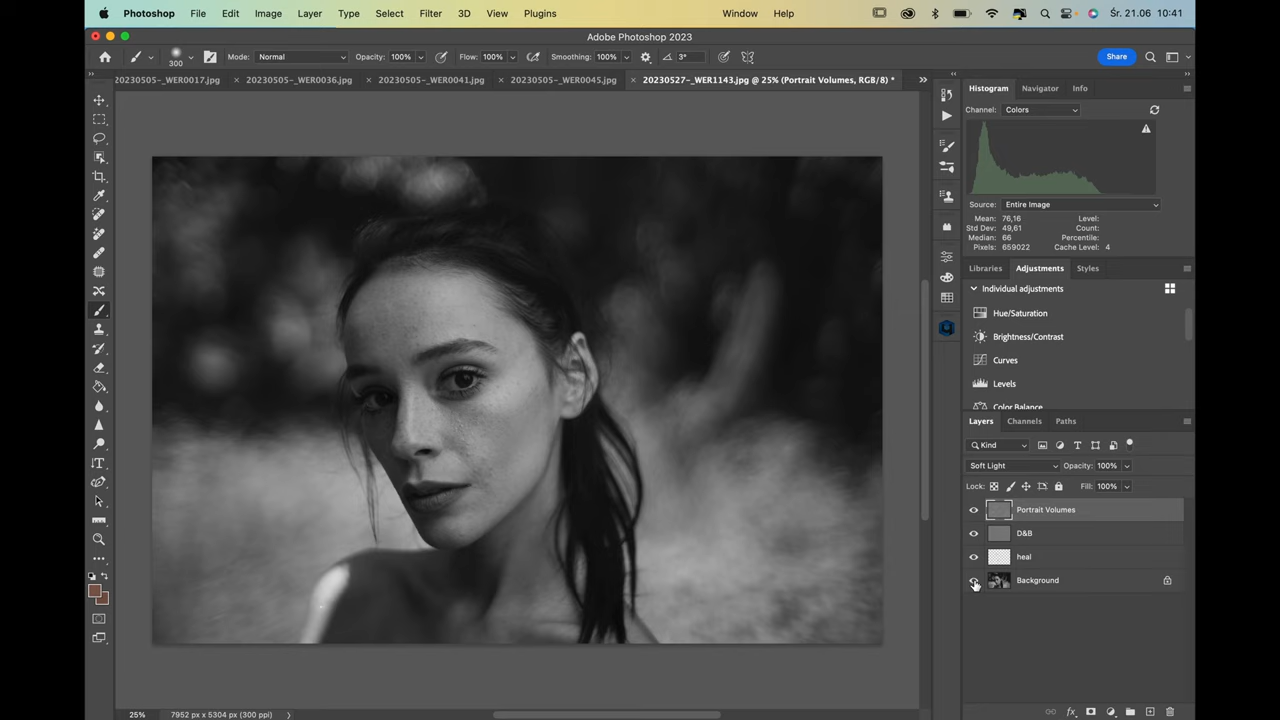 Photoshop File Edit Image Layer Type Select Filter 3D View Plugins Window Help Śr. 21.06 10:41
Adobe Photoshop 2023
300 Mode: Normal Opacity: 100% Flow: 100% Smoothing: 100% 3° Share
20230505-_WER0017.jpg × 20230505-_WER0036.jpg × 20230505-_WER0041.jpg × 20230505-_WER0045.jpg × 20230527-_WER1143.jpg @ 25% (Portrait Volumes, RGB/8) *
Histogram Navigator Info
Channel: Colors
Source: Entire Image
Mean: 76,16 Level:
Std Dev: 49,61 Count:
Median: 66 Percentile:
Pixels: 659022 Cache Level: 4
Libraries Adjustments Styles
Individual adjustments
Hue/Saturation
Brightness/Contrast
Curves
Levels
Color Balance
Layers Channels Paths
Kind
Soft Light Opacity: 100%
Lock: Fill: 100%
Portrait Volumes
D&B
heal
Background
25% 7952 px x 5304 px (300 ppi)